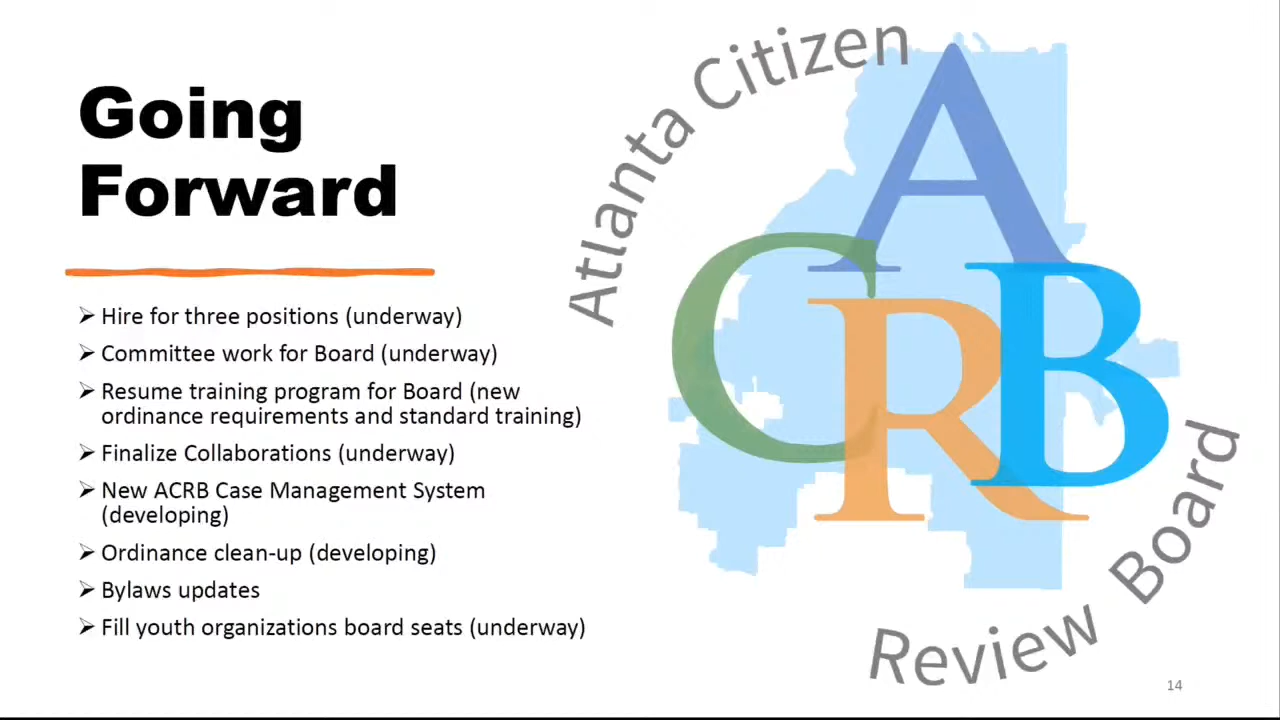 Going
Forward
➢ Hire for three positions (underway)
➢ Committee work for Board (underway)
➢ Resume training program for Board (new
ordinance requirements and standard training)
➢ Finalize Collaborations (underway)
➢ New ACRB Case Management System
(developing)
➢ Ordinance clean-up (developing)
➢ Bylaws updates
➢ Fill youth organizations board seats (underway)
Atlanta Citizen
A
C
R
B
Review Board
14